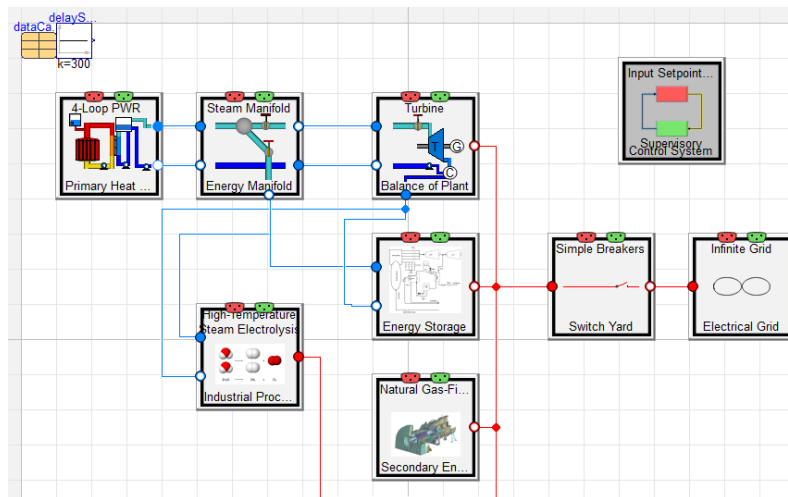 delayS...
dataCa...
k=300
4-Loop PWR
Primary Heat ...
Steam Manifold
Energy Manifold
Turbine
T
G
C
Balance of Plant
Input Setpoint...
Supervisory
Control System
Energy Storage
Simple Breakers
Switch Yard
Infinite Grid
Electrical Grid
High-Temperature
Steam Electrolysis
Industrial Proc...
Natural Gas-Fi...
Secondary En...